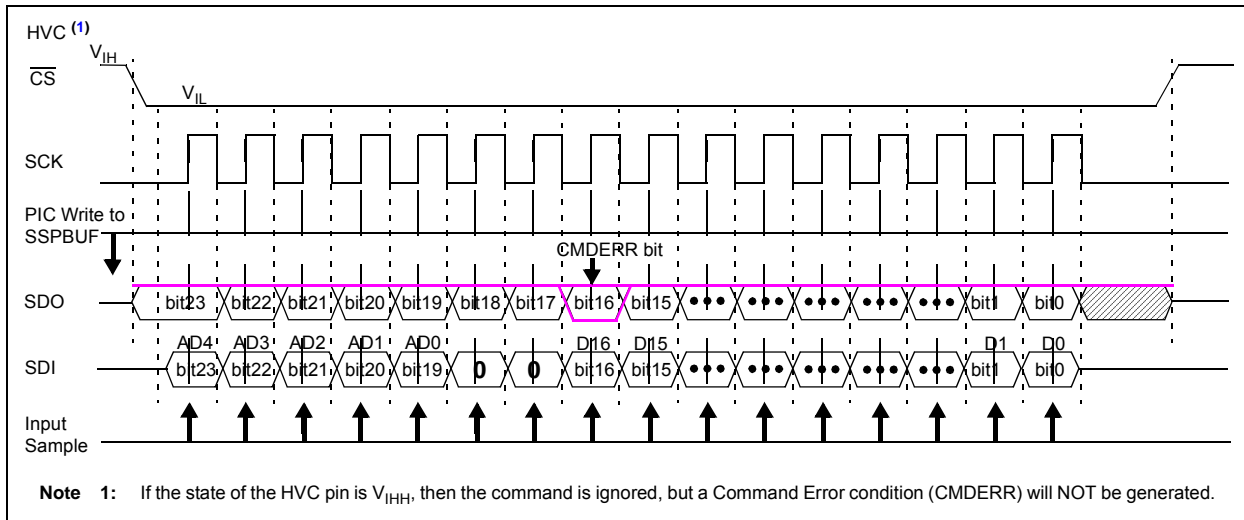 HVC (1)
VIH
CS
VIL
SCK
PIC Write to
SSPBUF
CMDERR bit
SDO bit23 bit22 bit21 bit20 bit19 bit18 bit17 bit16 bit15 ••• ••• ••• ••• ••• bit1 bit0
AD4 AD3 AD2 AD1 AD0 D16 D15 D1 D0
SDI bit23 bit22 bit21 bit20 bit19 0 0 bit16 bit15 ••• ••• ••• ••• ••• bit1 bit0
Input
Sample
Note 1: If the state of the HVC pin is VIHH, then the command is ignored, but a Command Error condition (CMDERR) will NOT be generated.